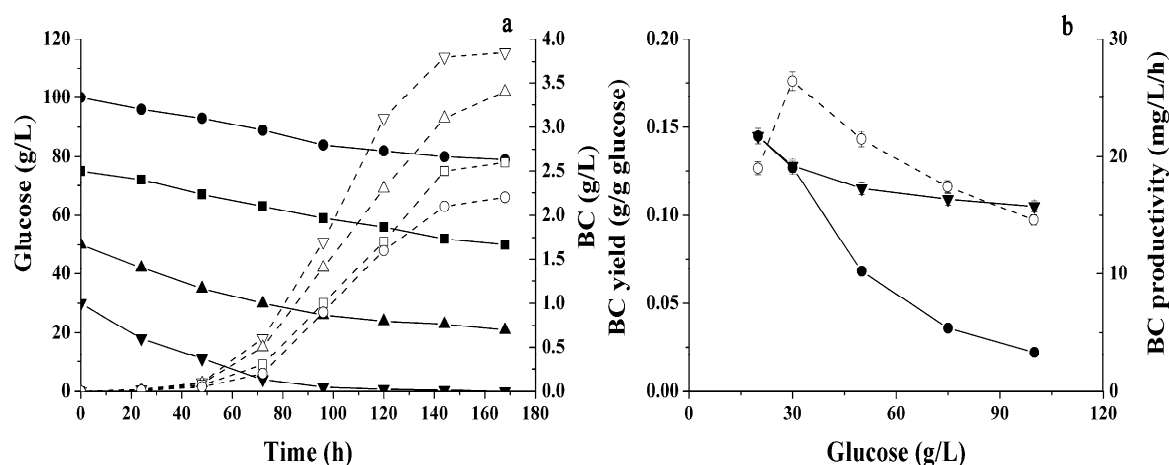 a
Glucose (g/L)
120
100
80
60
40
20
0
0 20 40 60 80 100 120 140 160 180
Time (h)
4.0
3.5
3.0
2.5
2.0
1.5
1.0
0.5
0.0
BC (g/L)
b
BC yield (g/g glucose)
0.20
0.15
0.10
0.05
0.00
0 30 60 90 120
Glucose (g/L)
30
20
10
0
BC productivity (mg/L/h)